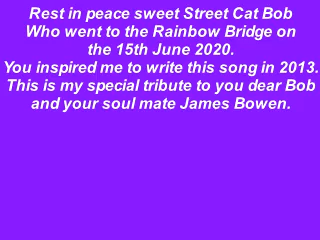 Rest in peace sweet Street Cat Bob
Who went to the Rainbow Bridge on
the 15th June 2020.
You inspired me to write this song in 2013.
This is my special tribute to you dear Bob
and your soul mate James Bowen.